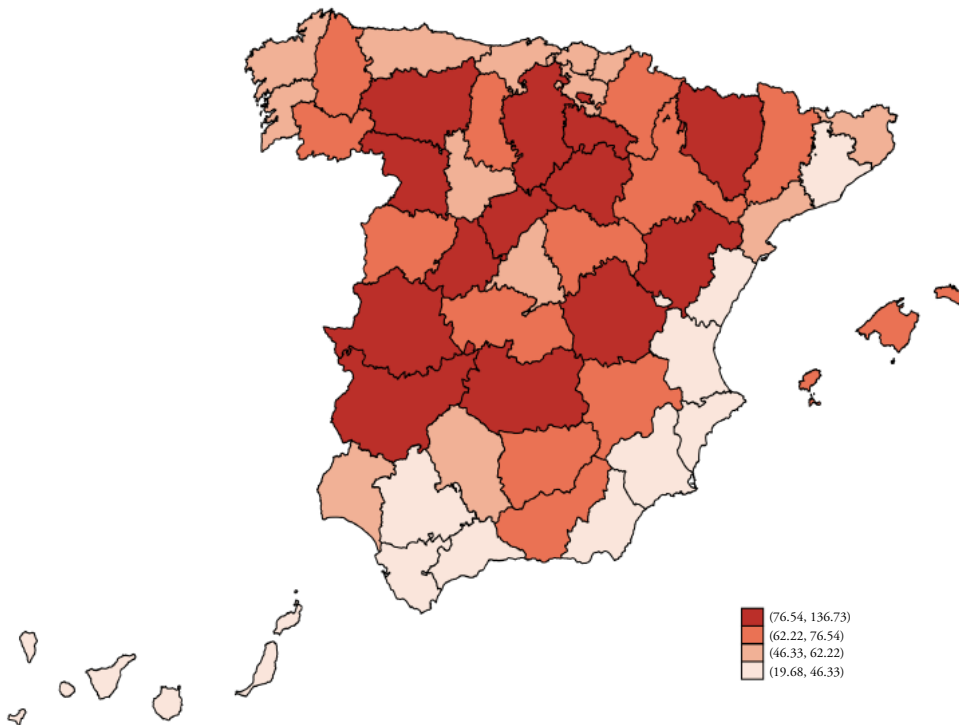 (76.54, 136.73)
(62.22, 76.54)
(46.33, 62.22)
(19.68, 46.33)